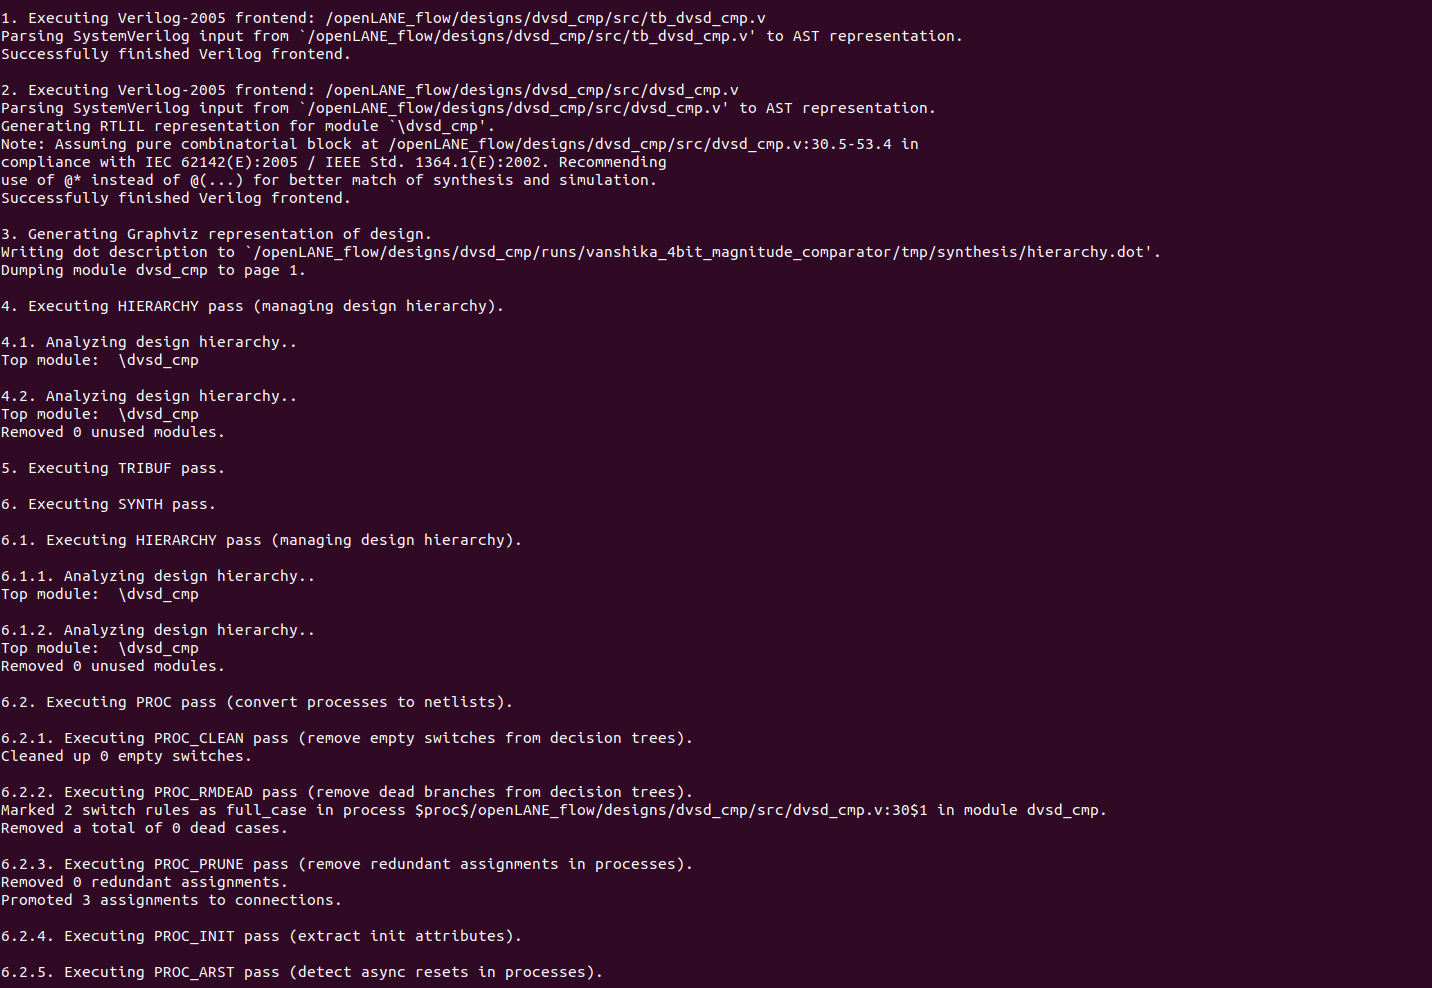 1. Executing Verilog-2005 frontend: /openLANE_flow/designs/dvsd_cmp/src/tb_dvsd_cmp.v
Parsing SystemVerilog input from `/openLANE_flow/designs/dvsd_cmp/src/tb_dvsd_cmp.v' to AST representation.
Successfully finished Verilog frontend.
2. Executing Verilog-2005 frontend: /openLANE_flow/designs/dvsd_cmp/src/dvsd_cmp.v
Parsing SystemVerilog input from `/openLANE_flow/designs/dvsd_cmp/src/dvsd_cmp.v' to AST representation.
Generating RTLIL representation for module `\dvsd_cmp'.
Note: Assuming pure combinatorial block at /openLANE_flow/designs/dvsd_cmp/src/dvsd_cmp.v:30.5-53.4 in
compliance with IEC 62142(E):2005 / IEEE Std. 1364.1(E):2002. Recommending
use of @* instead of @(...) for better match of synthesis and simulation.
Successfully finished Verilog frontend.
3. Generating Graphviz representation of design.
Writing dot description to `/openLANE_flow/designs/dvsd_cmp/runs/vanshika_4bit_magnitude_comparator/tmp/synthesis/hierarchy.dot'.
Dumping module dvsd_cmp to page 1.
4. Executing HIERARCHY pass (managing design hierarchy).
4.1. Analyzing design hierarchy..
Top module:  \dvsd_cmp
4.2. Analyzing design hierarchy..
Top module:  \dvsd_cmp
Removed 0 unused modules.
5. Executing TRIBUF pass.
6. Executing SYNTH pass.
6.1. Executing HIERARCHY pass (managing design hierarchy).
6.1.1. Analyzing design hierarchy..
Top module:  \dvsd_cmp
6.1.2. Analyzing design hierarchy..
Top module:  \dvsd_cmp
Removed 0 unused modules.
6.2. Executing PROC pass (convert processes to netlists).
6.2.1. Executing PROC_CLEAN pass (remove empty switches from decision trees).
Cleaned up 0 empty switches.
6.2.2. Executing PROC_RMDEAD pass (remove dead branches from decision trees).
Marked 2 switch rules as full_case in process $proc$/openLANE_flow/designs/dvsd_cmp/src/dvsd_cmp.v:30$1 in module dvsd_cmp.
Removed a total of 0 dead cases.
6.2.3. Executing PROC_PRUNE pass (remove redundant assignments in processes).
Removed 0 redundant assignments.
Promoted 3 assignments to connections.
6.2.4. Executing PROC_INIT pass (extract init attributes).
6.2.5. Executing PROC_ARST pass (detect async resets in processes).